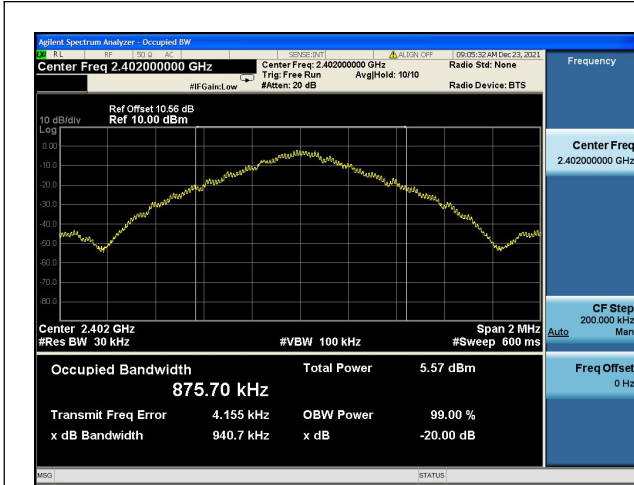 Agilent Spectrum Analyzer - Occupied BW
RL RF 50 Ω AC SENSE:INT ALIGN OFF 09:05:32 AM Dec 23, 2021
Center Freq 2.402000000 GHz Center Freq: 2.402000000 GHz Radio Std: None Frequency
Trig: Free Run Avg|Hold: 10/10
#IFGain:Low #Atten: 20 dB Radio Device: BTS
Ref Offset 10.56 dB
10 dB/div Ref 10.00 dBm
Log
0.00
-10.0
-20.0
-30.0
-40.0
-50.0
-60.0
-70.0
-80.0
Center Freq
2.402000000 GHz
Center 2.402 GHz Span 2 MHz
#Res BW 30 kHz #VBW 100 kHz #Sweep 600 ms
CF Step
200.000 kHz
Auto Man
Occupied Bandwidth Total Power 5.57 dBm
875.70 kHz
Transmit Freq Error 4.155 kHz OBW Power 99.00 %
x dB Bandwidth 940.7 kHz x dB -20.00 dB
Freq Offset
0 Hz
MSG STATUS